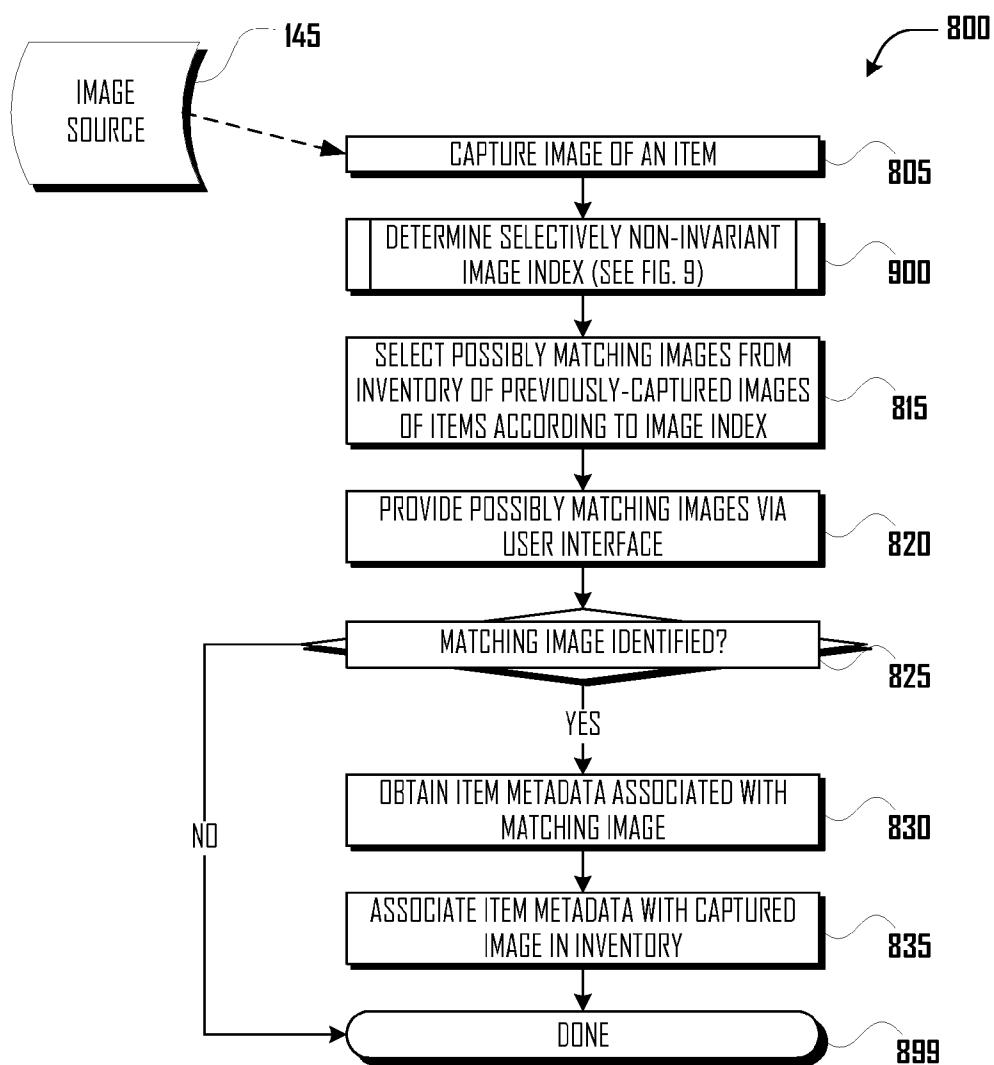 145
800
IMAGE
SOURCE
CAPTURE IMAGE OF AN ITEM
805
DETERMINE SELECTIVELY NON-INVARIANT
IMAGE INDEX (SEE FIG. 9)
900
SELECT POSSIBLY MATCHING IMAGES FROM
INVENTORY OF PREVIOUSLY-CAPTURED IMAGES
OF ITEMS ACCORDING TO IMAGE INDEX
815
PROVIDE POSSIBLY MATCHING IMAGES VIA
USER INTERFACE
820
MATCHING IMAGE IDENTIFIED?
825
YES
OBTAIN ITEM METADATA ASSOCIATED WITH
MATCHING IMAGE
830
NO
ASSOCIATE ITEM METADATA WITH CAPTURED
IMAGE IN INVENTORY
835
DONE
899